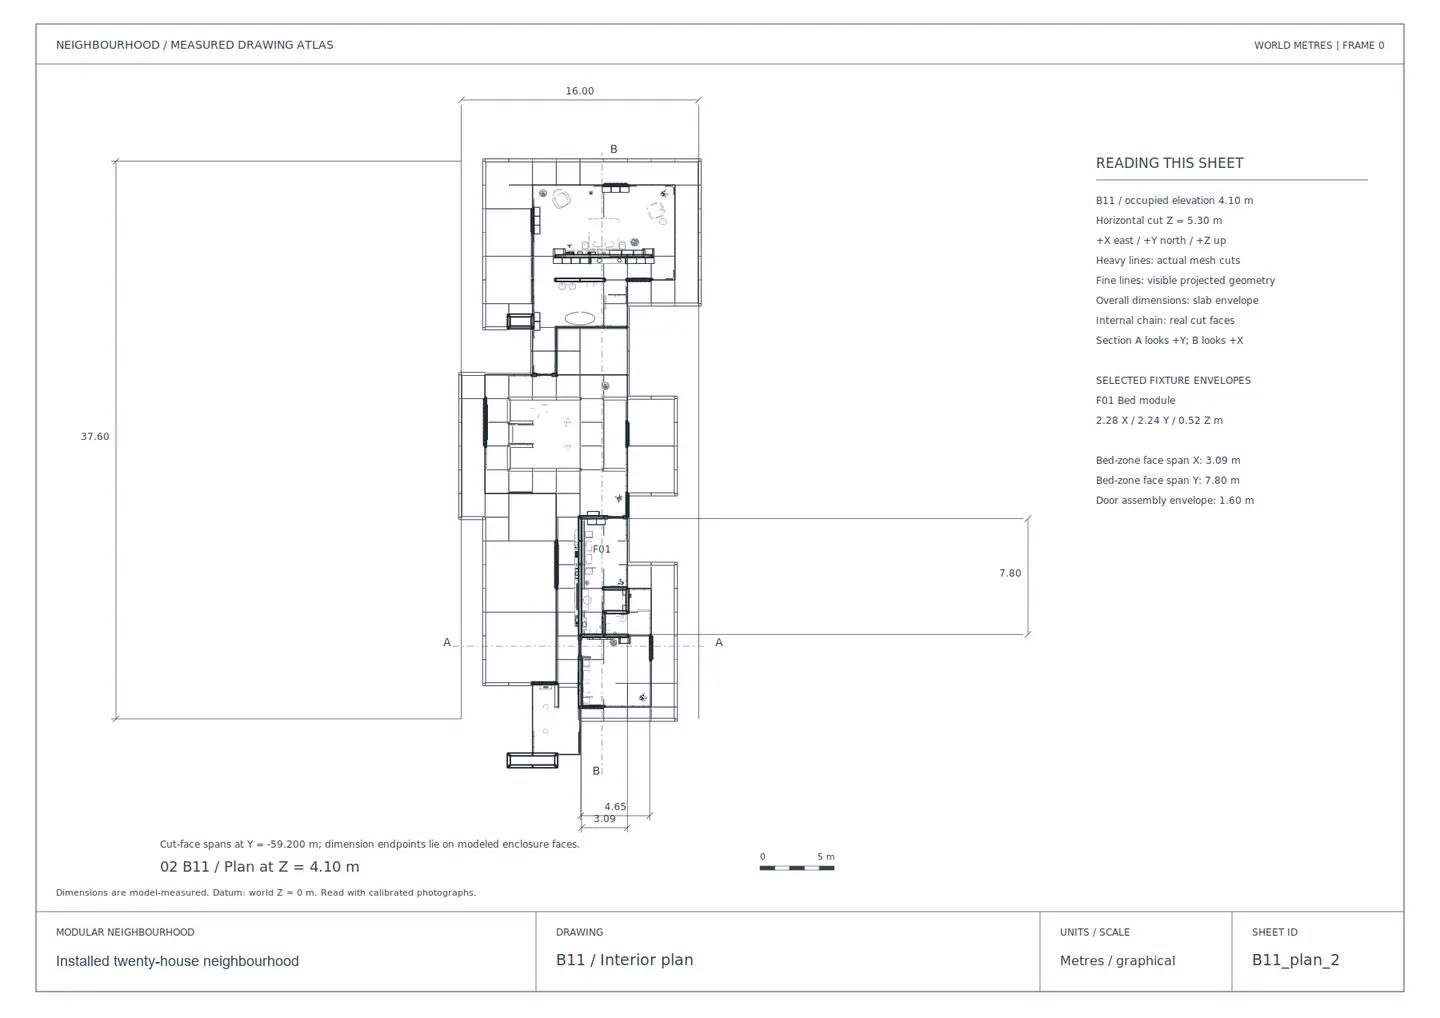 NEIGHBOURHOOD / MEASURED DRAWING ATLAS
WORLD METRES | FRAME 0
16.00
B
READING THIS SHEET
B11 / occupied elevation 4.10 m
Horizontal cut Z = 5.30 m
+X east / +Y north / +Z up
Heavy lines: actual mesh cuts
Fine lines: visible projected geometry
Overall dimensions: slab envelope
Internal chain: real cut faces
Section A looks +Y; B looks +X
SELECTED FIXTURE ENVELOPES
F01 Bed module
2.28 X / 2.24 Y / 0.52 Z m
Bed-zone face span X: 3.09 m
Bed-zone face span Y: 7.80 m
Door assembly envelope: 1.60 m
37.60
F01
7.80
A
A
B
4.65
3.09
Cut-face spans at Y = -59.200 m; dimension endpoints lie on modeled enclosure faces.
02 B11 / Plan at Z = 4.10 m
0 5 m
Dimensions are model-measured. Datum: world Z = 0 m. Read with calibrated photographs.
MODULAR NEIGHBOURHOOD
Installed twenty-house neighbourhood
DRAWING
B11 / Interior plan
UNITS / SCALE
Metres / graphical
SHEET ID
B11_plan_2